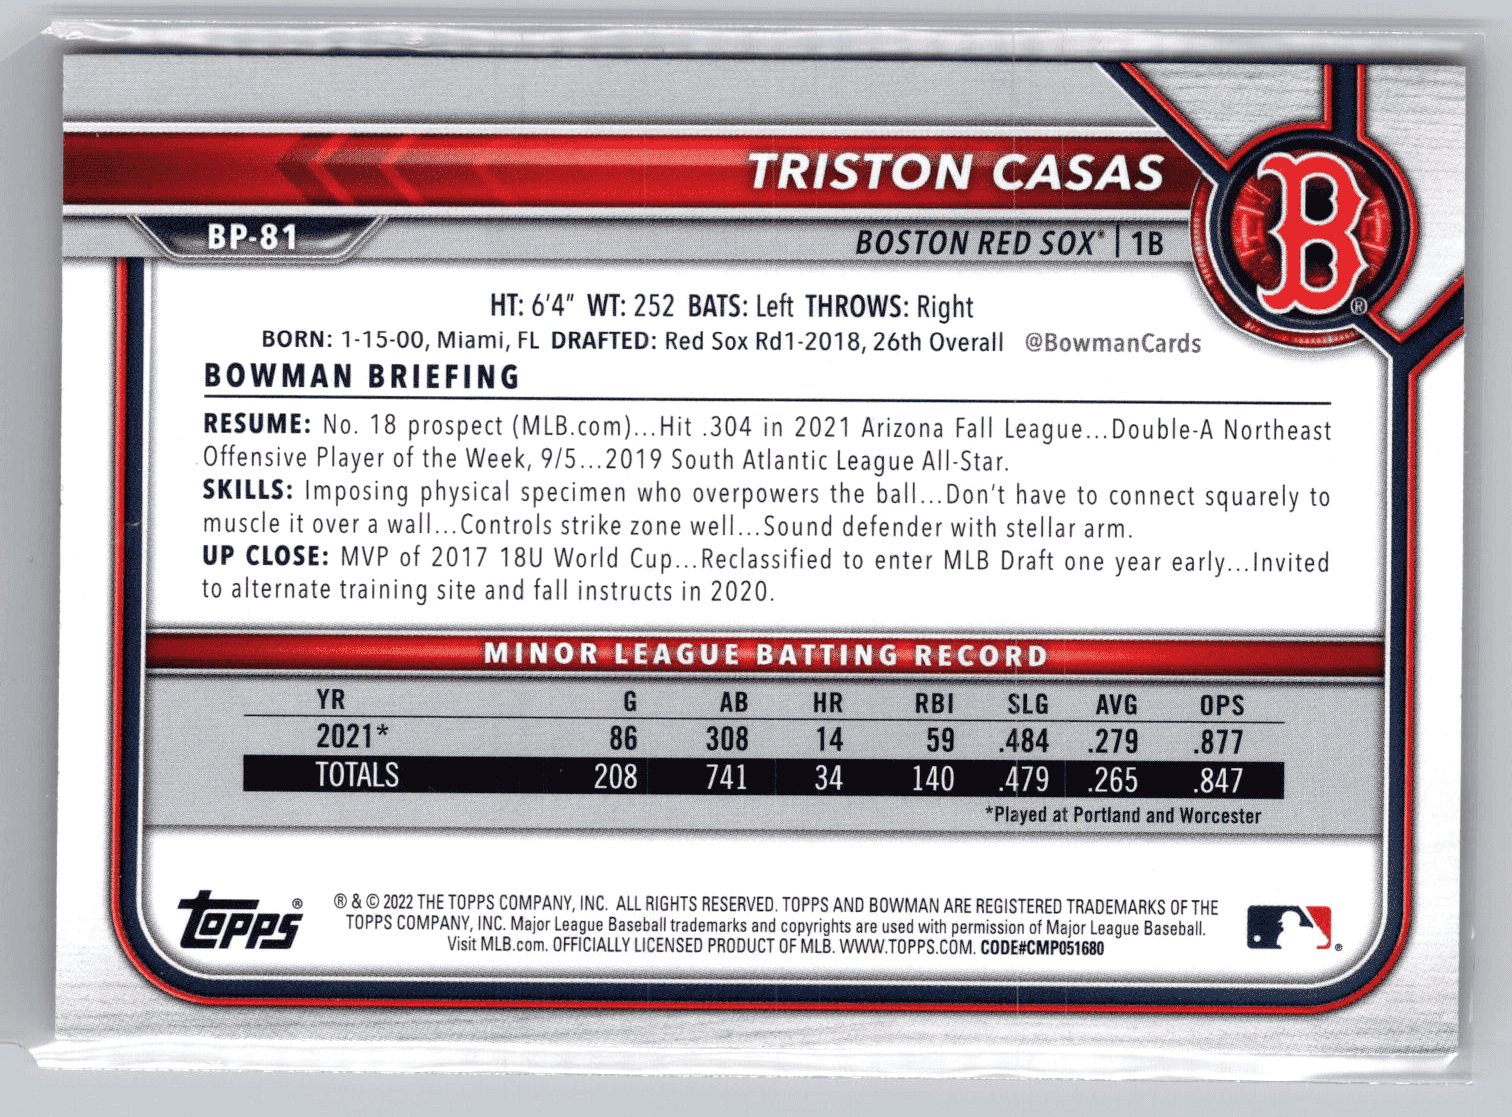 TRISTON CASAS
BP-81
BOSTON RED SOX® | 1B
B
®
HT: 6'4" WT: 252 BATS: Left THROWS: Right
BORN: 1-15-00, Miami, FL DRAFTED: Red Sox Rd1-2018, 26th Overall @BowmanCards
BOWMAN BRIEFING
RESUME: No. 18 prospect (MLB.com)...Hit .304 in 2021 Arizona Fall League...Double-A Northeast
Offensive Player of the Week, 9/5...2019 South Atlantic League All-Star.
SKILLS: Imposing physical specimen who overpowers the ball...Don't have to connect squarely to
muscle it over a wall...Controls strike zone well...Sound defender with stellar arm.
UP CLOSE: MVP of 2017 18U World Cup...Reclassified to enter MLB Draft one year early...Invited
to alternate training site and fall instructs in 2020.
MINOR LEAGUE BATTING RECORD
YR G AB HR RBI SLG AVG OPS
2021* 86 308 14 59 .484 .279 .877
TOTALS 208 741 34 140 .479 .265 .847
*Played at Portland and Worcester
topps®
® & © 2022 THE TOPPS COMPANY, INC. ALL RIGHTS RESERVED. TOPPS AND BOWMAN ARE REGISTERED TRADEMARKS OF THE
TOPPS COMPANY, INC. Major League Baseball trademarks and copyrights are used with permission of Major League Baseball.
Visit MLB.com. OFFICIALLY LICENSED PRODUCT OF MLB. WWW.TOPPS.COM. CODE#CMP051680
®